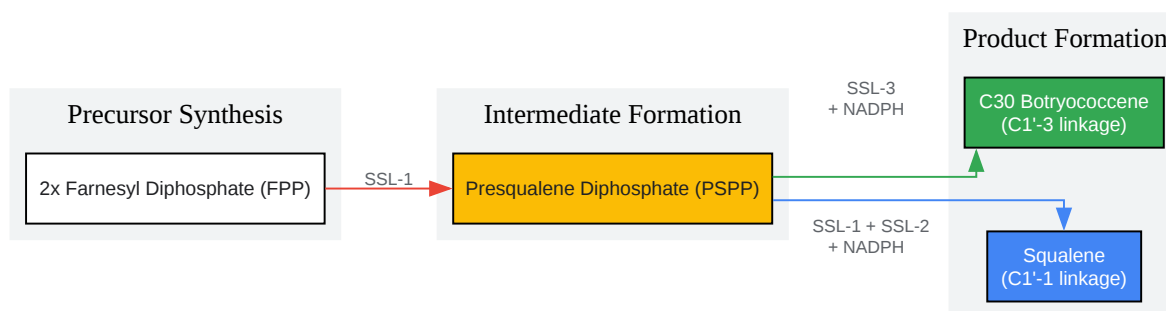 Precursor Synthesis
2x Farnesyl Diphosphate (FPP)
SSL-1
Intermediate Formation
Presqualene Diphosphate (PSPP)
SSL-3
+ NADPH
SSL-1 + SSL-2
+ NADPH
Product Formation
C30 Botryococcene
(C1'-3 linkage)
Squalene
(C1'-1 linkage)